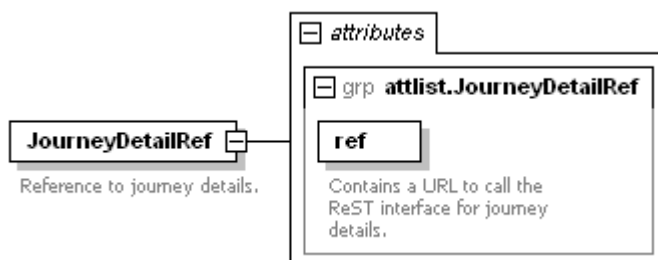 attributes
grp attlist.JourneyDetailRef
JourneyDetailRef
Reference to journey details.
ref
Contains a URL to call the
ReST interface for journey
details.